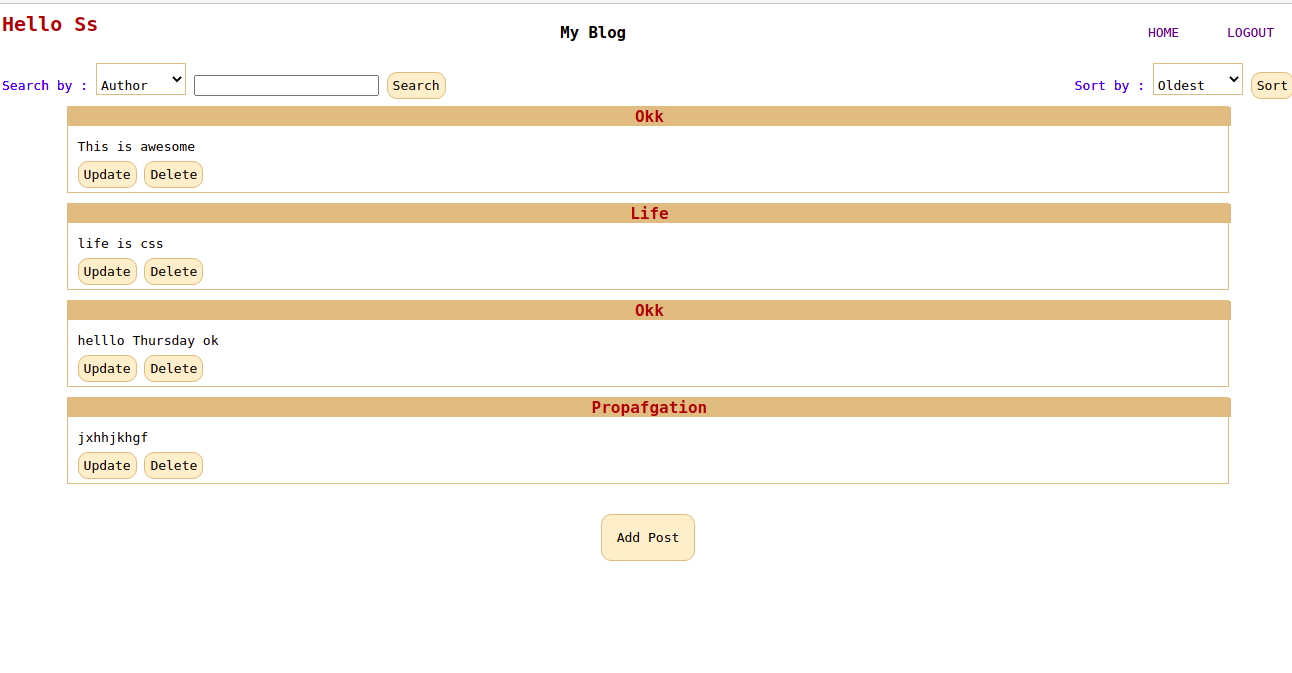 Hello Ss
My Blog
HOME LOGOUT
Search by : Author Search Sort by : Oldest Sort
Okk
This is awesome
Update Delete
Life
life is css
Update Delete
Okk
helllo Thursday ok
Update Delete
Propafgation
jxhhjkhgf
Update Delete
Add Post